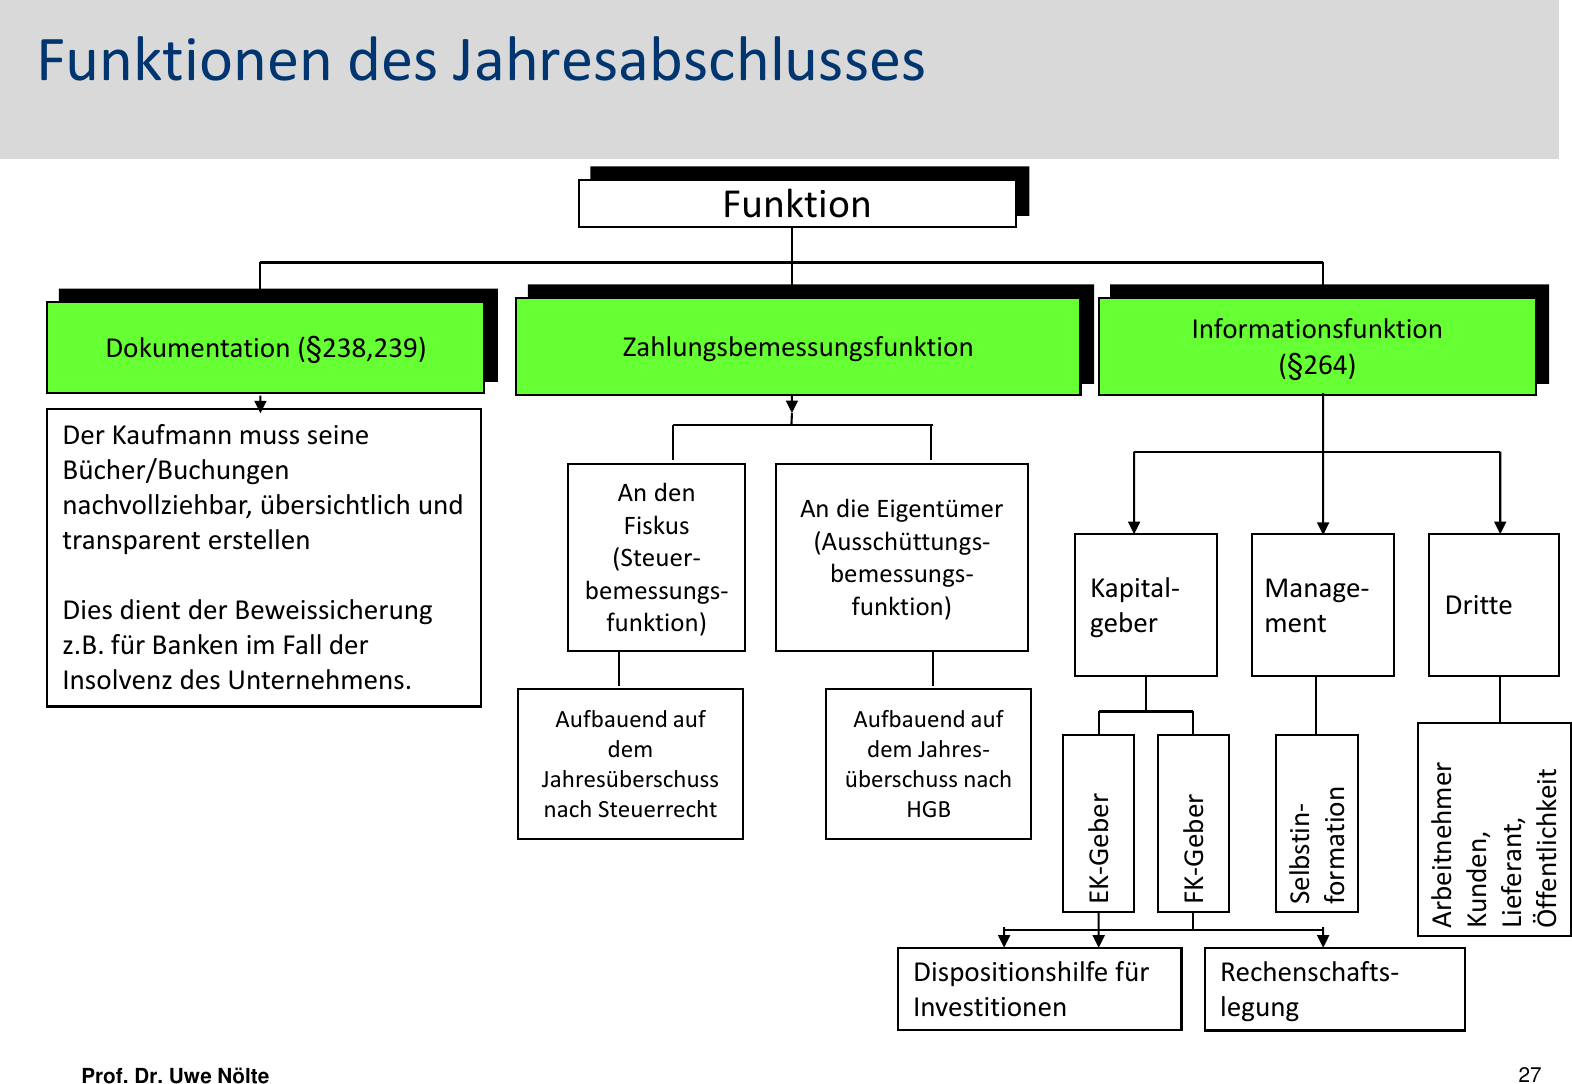 Funktionen des Jahresabschlusses
Funktion
Dokumentation (§238,239)
Zahlungsbemessungsfunktion
Informationsfunktion
(§264)
Der Kaufmann muss seine
Bücher/Buchungen
nachvollziehbar, übersichtlich und
transparent erstellen
Dies dient der Beweissicherung
z.B. für Banken im Fall der
Insolvenz des Unternehmens.
An den
Fiskus
(Steuer-
bemessungs-
funktion)
An die Eigentümer
(Ausschüttungs-
bemessungs-
funktion)
Aufbauend auf
dem
Jahresüberschuss
nach Steuerrecht
Aufbauend auf
dem Jahres-
überschuss nach
HGB
Kapital-
geber
Manage-
ment
Dritte
EK-Geber
FK-Geber
Selbstin-
formation
Arbeitnehmer
Kunden,
Lieferant,
Öffentlichkeit
Dispositionshilfe für
Investitionen
Rechenschafts-
legung
Prof. Dr. Uwe Nölte
27